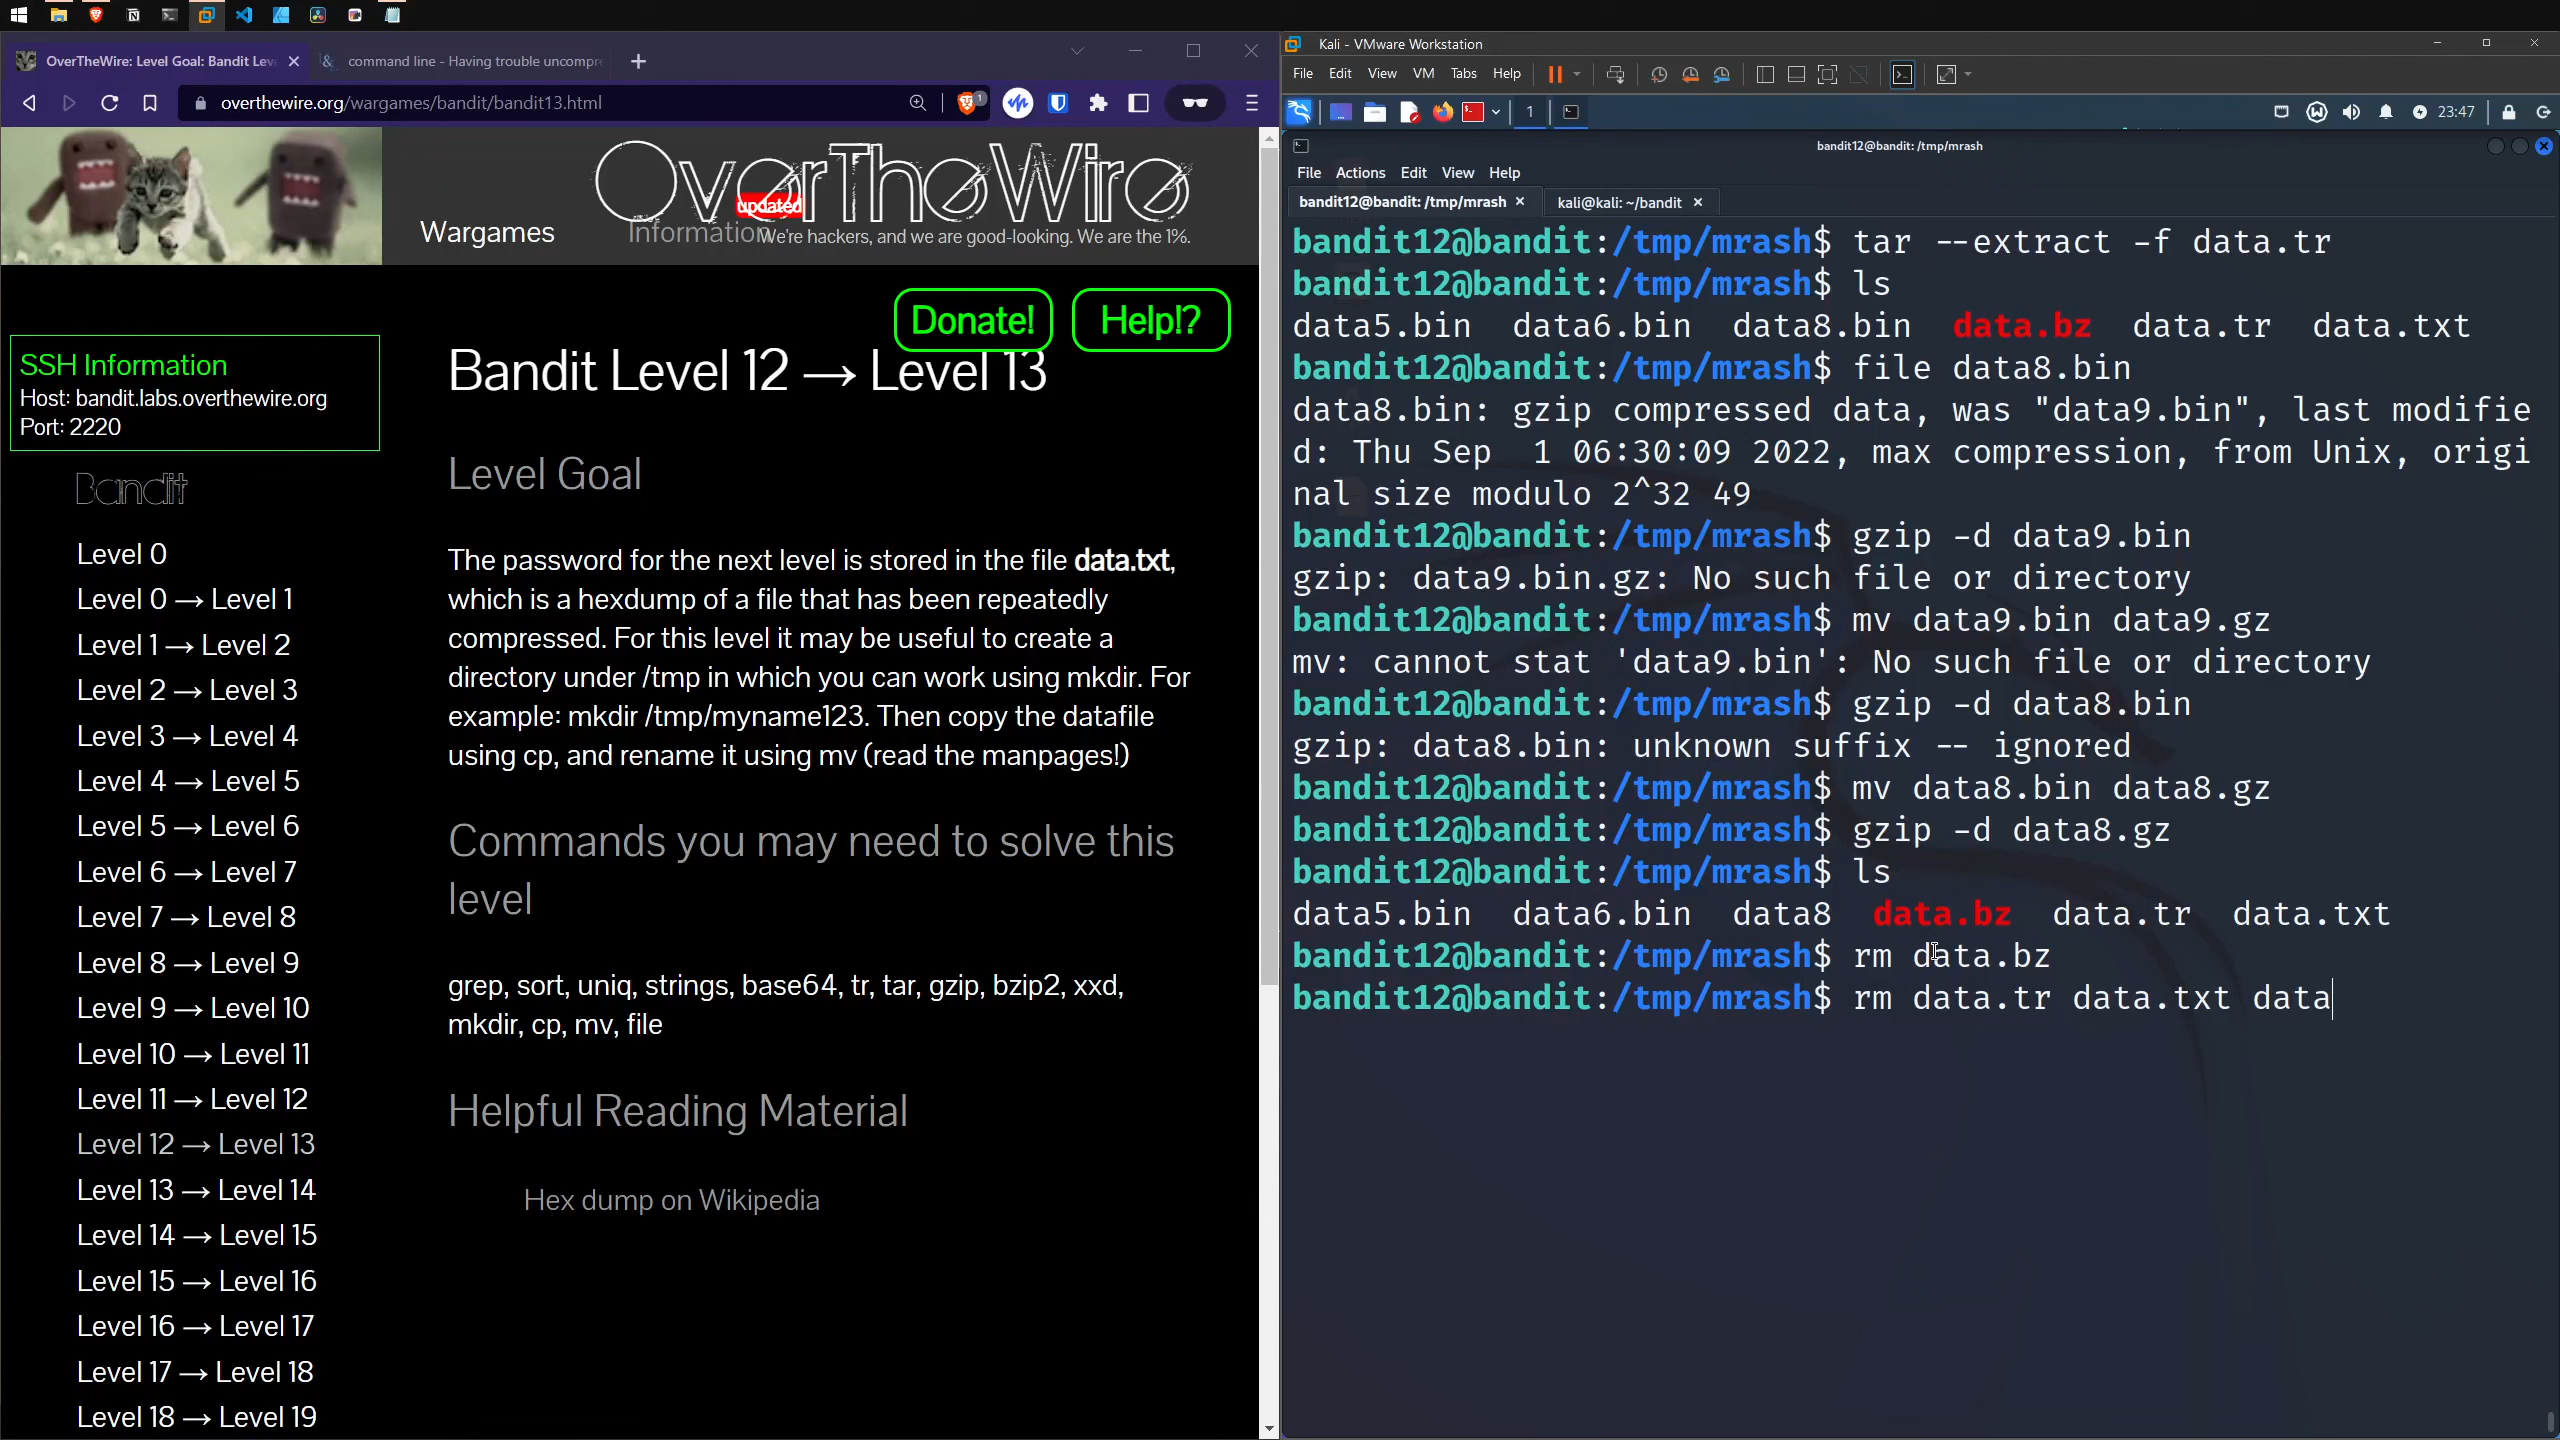 OverTheWire: Level Goal: Bandit Lev
command line - Having trouble uncompre
overthewire.org/wargames/bandit/bandit13.html
1
Wargames
Information
updated
OverTheWire
We're hackers, and we are good-looking. We are the 1%.
Donate!
Help!?
SSH Information
Host: bandit.labs.overthewire.org
Port: 2220
Bandit
Level 0
Level 0 → Level 1
Level 1 → Level 2
Level 2 → Level 3
Level 3 → Level 4
Level 4 → Level 5
Level 5 → Level 6
Level 6 → Level 7
Level 7 → Level 8
Level 8 → Level 9
Level 9 → Level 10
Level 10 → Level 11
Level 11 → Level 12
Level 12 → Level 13
Level 13 → Level 14
Level 14 → Level 15
Level 15 → Level 16
Level 16 → Level 17
Level 17 → Level 18
Level 18 → Level 19
Bandit Level 12 → Level 13
Level Goal
The password for the next level is stored in the file data.txt,
which is a hexdump of a file that has been repeatedly
compressed. For this level it may be useful to create a
directory under /tmp in which you can work using mkdir. For
example: mkdir /tmp/myname123. Then copy the datafile
using cp, and rename it using mv (read the manpages!)
Commands you may need to solve this
level
grep, sort, uniq, strings, base64, tr, tar, gzip, bzip2, xxd,
mkdir, cp, mv, file
Helpful Reading Material
Hex dump on Wikipedia
Kali - VMware Workstation
File Edit View VM Tabs Help
1
23:47
bandit12@bandit: /tmp/mrash
File Actions Edit View Help
bandit12@bandit: /tmp/mrash
kali@kali: ~/bandit
bandit12@bandit:/tmp/mrash$ tar --extract -f data.tr
bandit12@bandit:/tmp/mrash$ ls
data5.bin data6.bin data8.bin data.bz data.tr data.txt
bandit12@bandit:/tmp/mrash$ file data8.bin
data8.bin: gzip compressed data, was "data9.bin", last modifie
d: Thu Sep 1 06:30:09 2022, max compression, from Unix, origi
nal size modulo 2^32 49
bandit12@bandit:/tmp/mrash$ gzip -d data9.bin
gzip: data9.bin.gz: No such file or directory
bandit12@bandit:/tmp/mrash$ mv data9.bin data9.gz
mv: cannot stat 'data9.bin': No such file or directory
bandit12@bandit:/tmp/mrash$ gzip -d data8.bin
gzip: data8.bin: unknown suffix -- ignored
bandit12@bandit:/tmp/mrash$ mv data8.bin data8.gz
bandit12@bandit:/tmp/mrash$ gzip -d data8.gz
bandit12@bandit:/tmp/mrash$ ls
data5.bin data6.bin data8 data.bz data.tr data.txt
bandit12@bandit:/tmp/mrash$ rm data.bz
bandit12@bandit:/tmp/mrash$ rm data.tr data.txt data